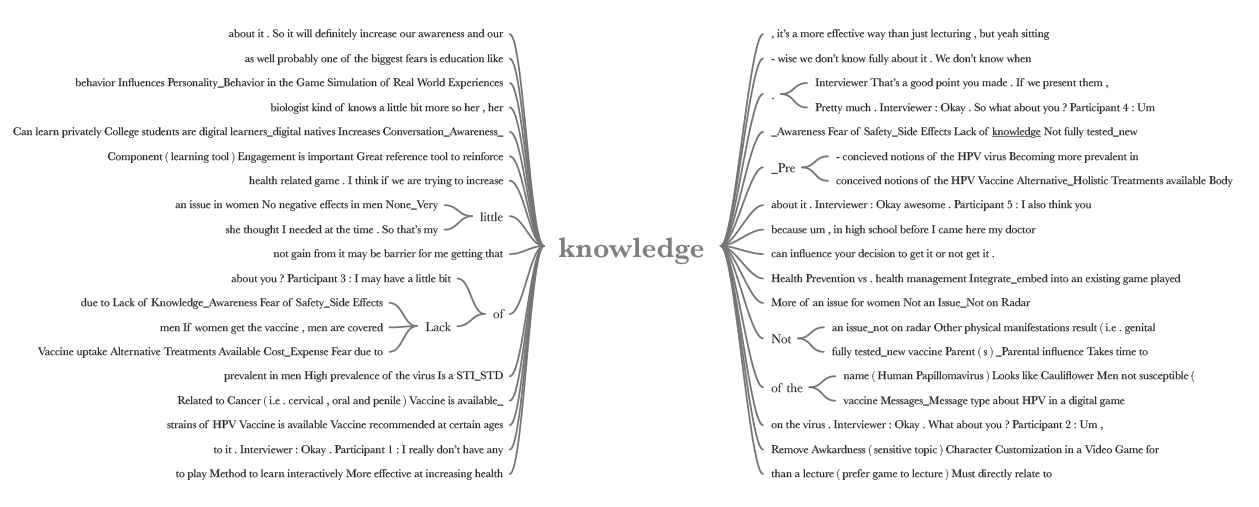 about it . So it will definitely increase our awareness and our
as well probably one of the biggest fears is education like
behavior Influences Personality_Behavior in the Game Simulation of Real World Experiences
biologist kind of knows a little bit more so her , her
Can learn privately College students are digital learners_digital natives Increases Conversation_Awareness_
Component ( learning tool ) Engagement is important Great reference tool to reinforce
health related game . I think if we are trying to increase
an issue in women No negative effects in men None_Very
little
she thought I needed at the time . So that's my
not gain from it may be barrier for me getting that
about you ? Participant 3 : I may have a little bit
due to Lack of Knowledge_Awareness Fear of Safety_Side Effects
of
men If women get the vaccine , men are covered
Lack
Vaccine uptake Alternative Treatments Available Cost_Expense Fear due to
prevalent in men High prevalence of the virus Is a STI_STD
Related to Cancer ( i.e . cervical , oral and penile ) Vaccine is available_
strains of HPV Vaccine is available Vaccine recommended at certain ages
to it . Interviewer : Okay . Participant 1 : I really don't have any
to play Method to learn interactively More effective at increasing health
knowledge
, it's a more effective way than just lecturing , but yeah sitting
- wise we don't know fully about it . We don't know when
Interviewer That's a good point you made . If we present them ,
.
Pretty much . Interviewer : Okay . So what about you ? Participant 4 : Um
_Awareness Fear of Safety_Side Effects Lack of knowledge Not fully tested_new
- concieved notions of the HPV virus Becoming more prevalent in
_Pre
conceived notions of the HPV Vaccine Alternative_Holistic Treatments available Body
about it . Interviewer : Okay awesome . Participant 5 : I also think you
because um , in high school before I came here my doctor
can influence your decision to get it or not get it .
Health Prevention vs . health management Integrate_embed into an existing game played
More of an issue for women Not an Issue_Not on Radar
an issue_not on radar Other physical manifestations result ( i.e . genital
Not
fully tested_new vaccine Parent ( s ) _Parental influence Takes time to
name ( Human Papillomavirus ) Looks like Cauliflower Men not susceptible (
of the
vaccine Messages_Message type about HPV in a digital game
on the virus . Interviewer : Okay . What about you ? Participant 2 : Um ,
Remove Awkardness ( sensitive topic ) Character Customization in a Video Game for
than a lecture ( prefer game to lecture ) Must directly relate to